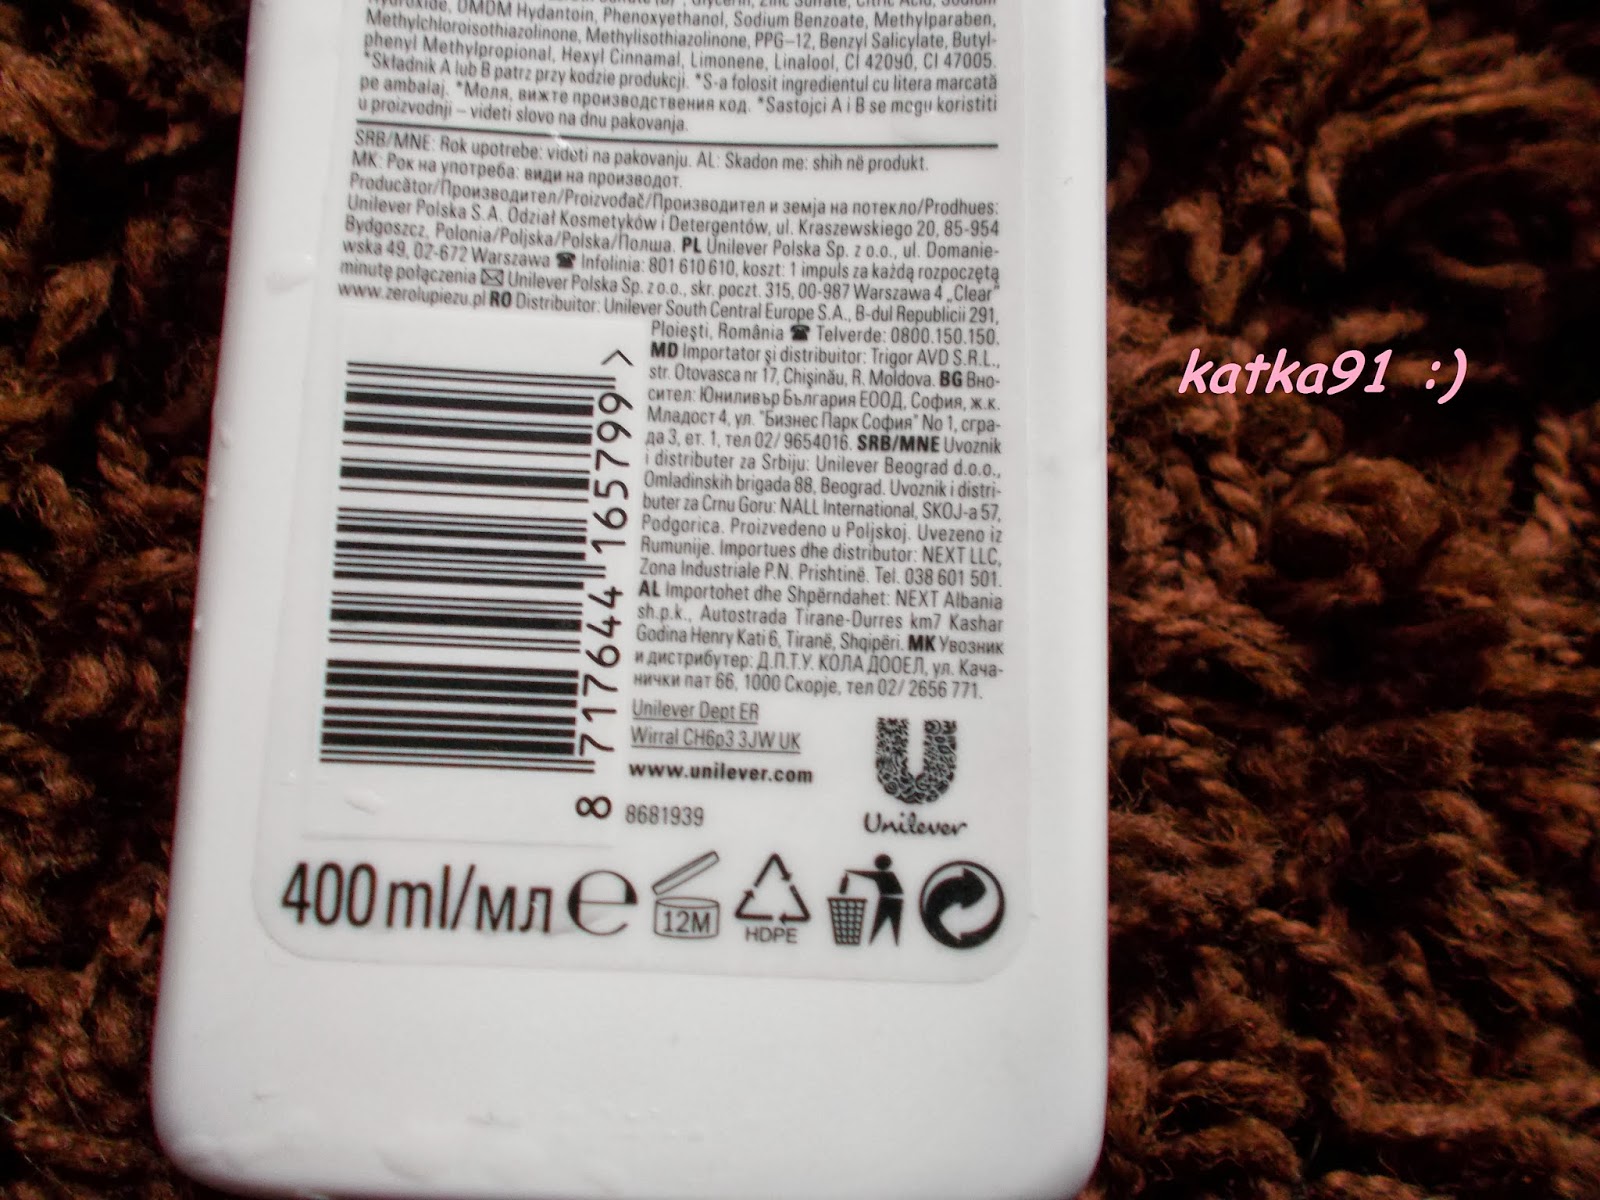 DMDM Hydantoin, Phenoxyethanol, Sodium Benzoate, Methylparaben,
Methylchloroisothiazolinone, Methylisothiazolinone, PPG–12, Benzyl Salicylate, Butyl-
phenyl Methylpropional, Hexyl Cinnamal, Limonene, Linalool, CI 42090, CI 47005.
*Składnik A lub B patrz przy kodzie produkcji. *S-a folosit ingredientul cu litera marcată
pe ambalaj. *Моля, вижте производствения код. *Sastojci A i B se mogu koristiti
u proizvodnji – videti slovo na dnu pakovanja.
SRB/MNE: Rok upotrebe: videti na pakovanju. AL: Skadon me: shih në produkt.
MK: Рок на употреба: види на производот.
Producător/Производител/Proizvođač/Производител и земја на потекло/Prodhues:
Unilever Polska S.A. Odział Kosmetyków i Detergentów, ul. Kraszewskiego 20, 85-954
Bydgoszcz, Polonia/Poljska/Polska/Полша. PL Unilever Polska Sp. z o.o., ul. Domanie-
wska 49, 02-672 Warszawa ☎ Infolinia: 801 610 610, koszt: 1 impuls za każdą rozpoczętą
minutę połączenia ✉ Unilever Polska Sp. z o.o., skr. poczt. 315, 00-987 Warszawa 4 „Clear"
www.zerolupiezu.pl RO Distribuitor: Unilever South Central Europe S.A., B-dul Republicii 291,
Ploieşti, România ☎ Telverde: 0800.150.150.
MD Importator şi distribuitor: Trigor AVD S.R.L.,
str. Otovasca nr 17, Chişinău, R. Moldova. BG Вно-
сител: Юниливър България ЕООД, София, ж.к.
Младост 4, ул. "Бизнес Парк София" No 1, сгра-
да 3, ет. 1, тел 02/ 9654016. SRB/MNE Uvoznik
i distributer za Srbiju: Unilever Beograd d.o.o.,
Omladinskih brigada 88, Beograd. Uvoznik i distri-
buter za Crnu Goru: NALL International, SKOJ-a 57,
Podgorica. Proizvedeno u Poljskoj. Uvezeno iz
Rumunije. Importues dhe distributor: NEXT LLC,
Zona Industriale P.N. Prishtinë. Tel. 038 601 501.
AL Importohet dhe Shpërndahet: NEXT Albania
sh.p.k., Autostrada Tirane-Durres km7 Kashar
Godina Henry Kati 6, Tiranë, Shqipëri. MK Увозник
и дистрибутер: Д.П.Т.У. КОЛА ДООЕЛ, ул. Кача-
нички пат 66, 1000 Скорје, тел 02/ 2656 771.
Unilever Dept ER
Wirral CH63 3JW UK
www.unilever.com
8681939
8 717644 165799 >
Unilever
400 ml/мл e
12M
HDPE
katka91 :)